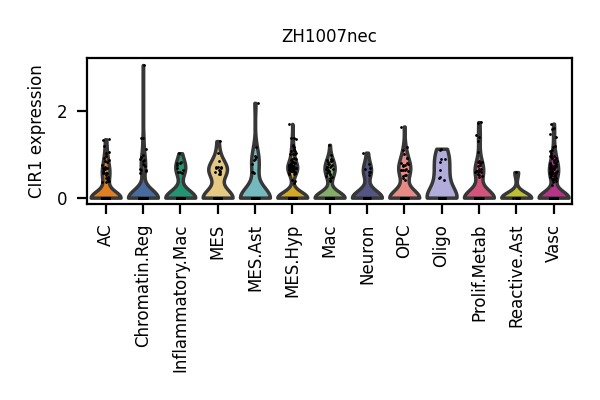 ZH1007nec
CIR1 expression
2
0
AC
Chromatin.Reg
Inflammatory.Mac
MES
MES.Ast
MES.Hyp
Mac
Neuron
OPC
Oligo
Prolif.Metab
Reactive.Ast
Vasc